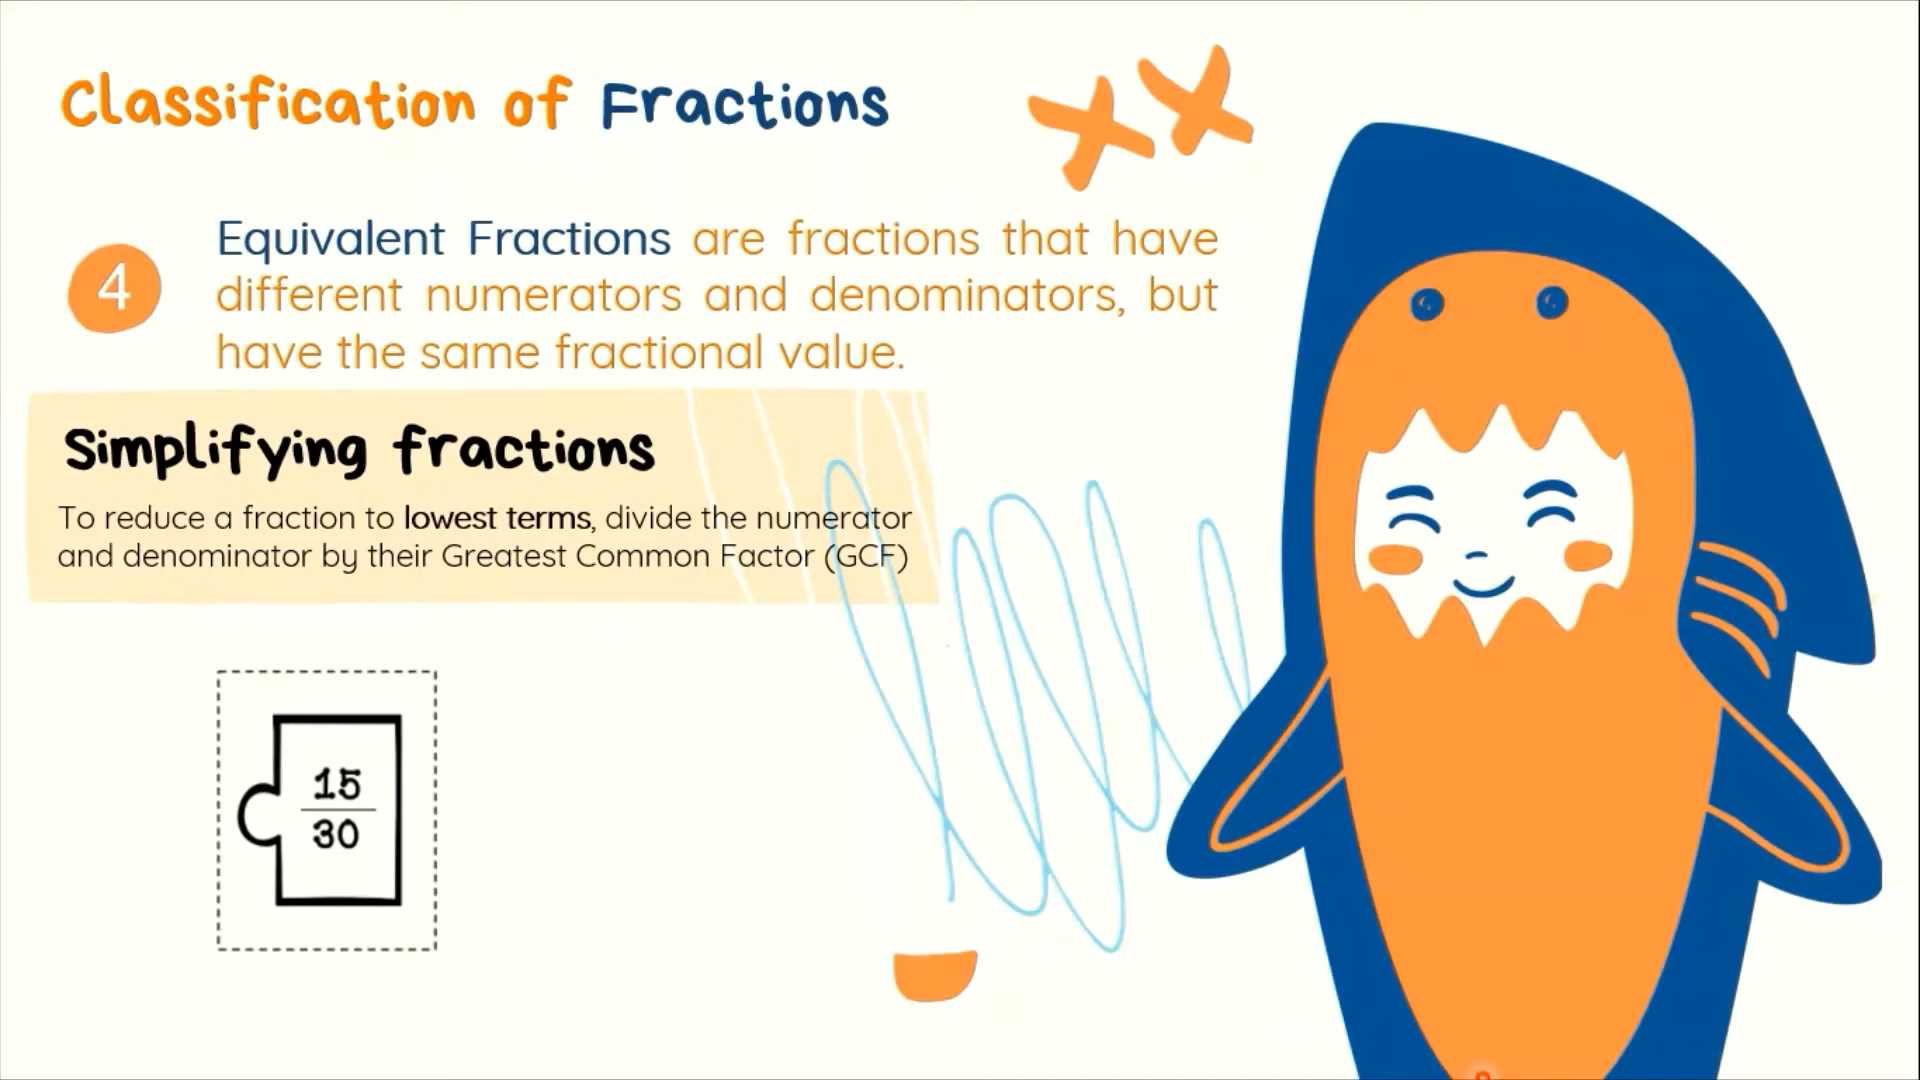 Classification of Fractions
4
Equivalent Fractions are fractions that have
different numerators and denominators, but
have the same fractional value.
Simplifying fractions
To reduce a fraction to lowest terms, divide the numerator
and denominator by their Greatest Common Factor (GCF)
15
30